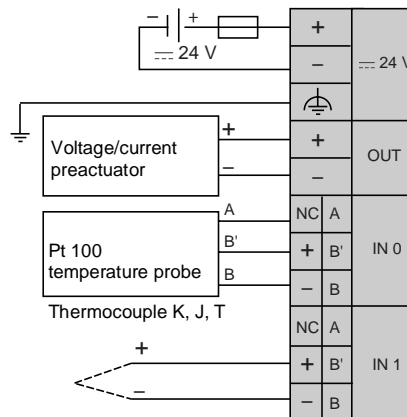 − +
⎓ 24 V
+
−
⎓ 24 V
Voltage/current
preactuator
+
−
+
−
OUT
Pt 100
temperature probe
A
B'
B
NC A
+ B'
− B
IN 0
Thermocouple K, J, T
+
−
NC A
+ B'
− B
IN 1